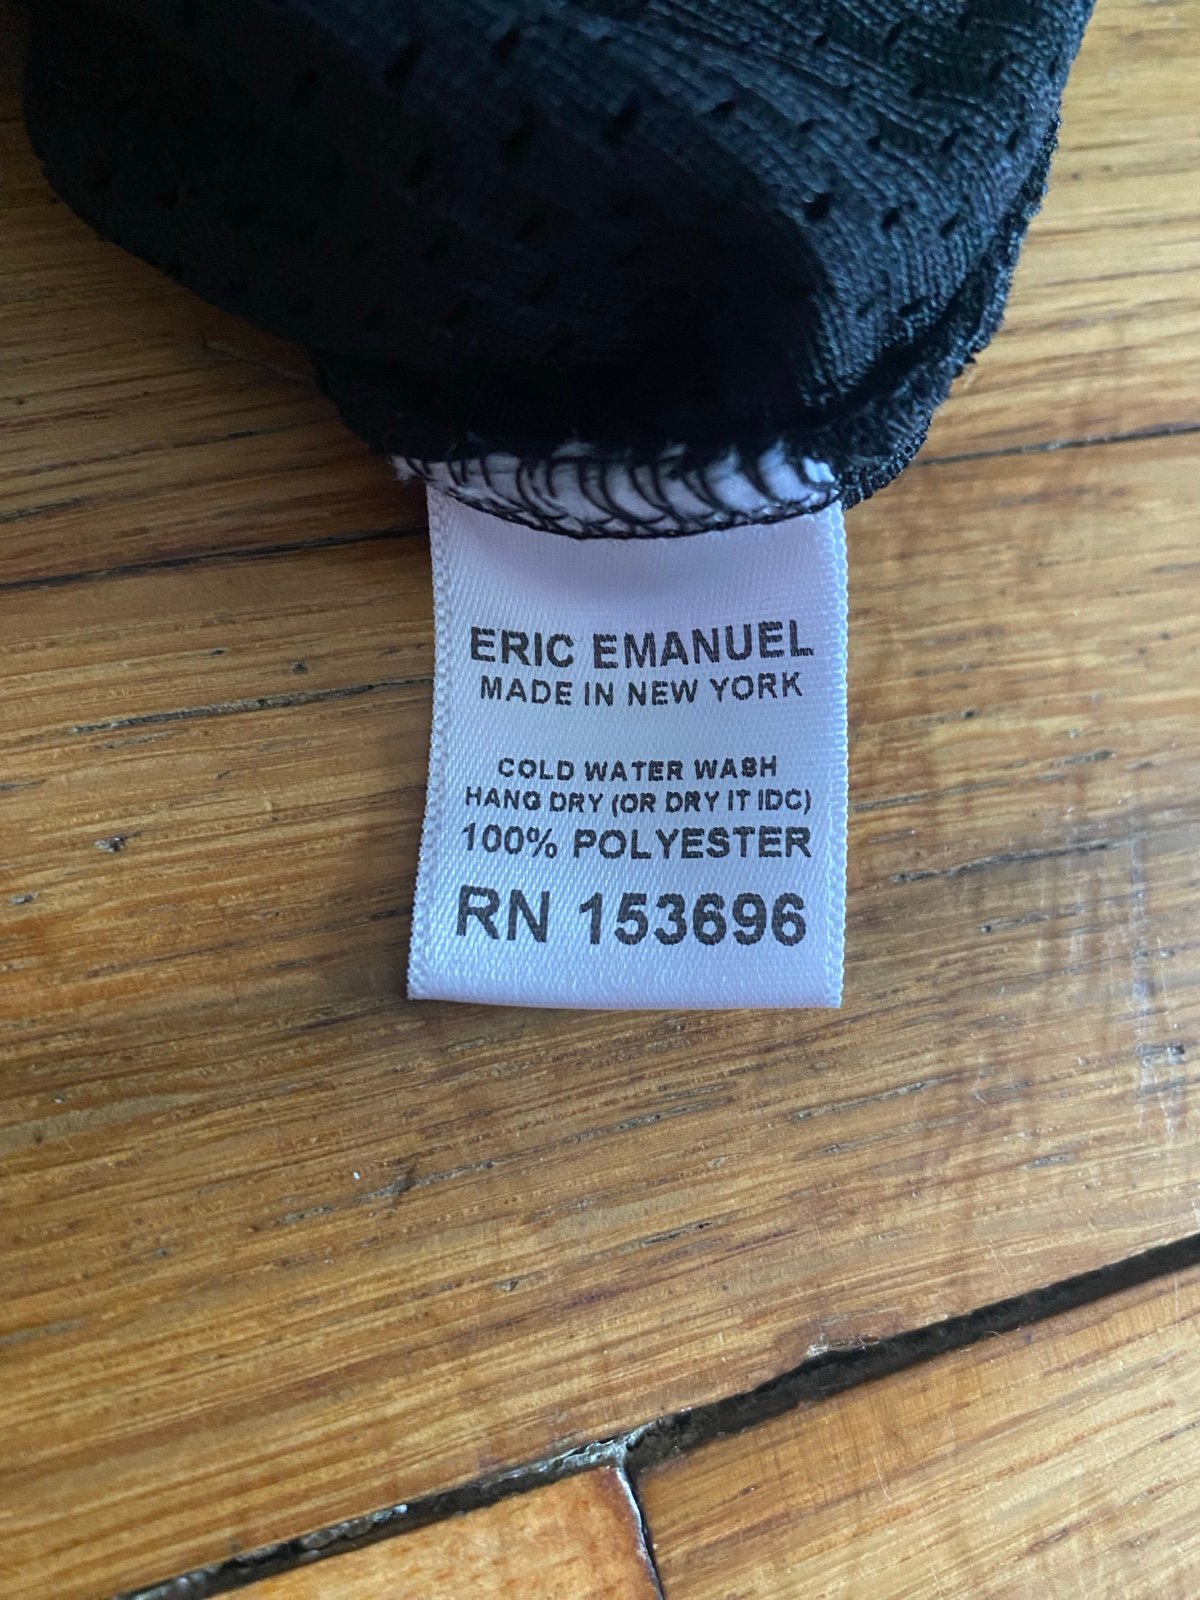 ERIC EMANUEL
MADE IN NEW YORK
COLD WATER WASH
HANG DRY (OR DRY IT IDC)
100% POLYESTER
RN 153696